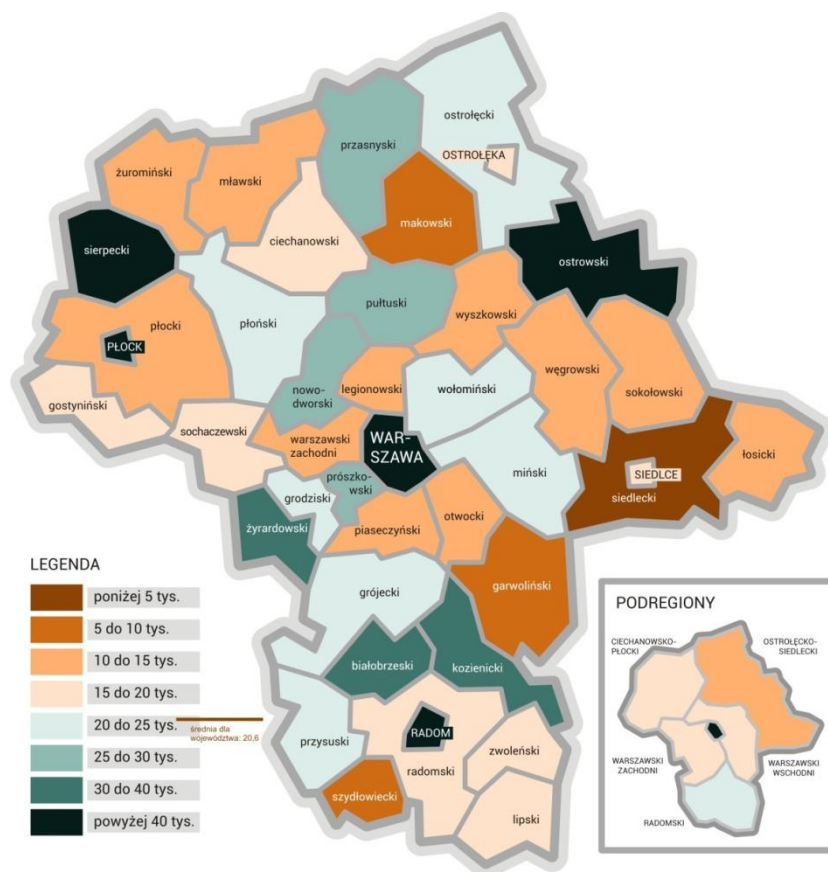 ostrołęcki
przasnyski
OSTROŁĘKA
żuromiński
mławski
makowski
ciechanowski
sierpecki
ostrowski
pułtuski
płocki
płoński
wyszkowski
PŁOCK
węgrowski
legionowski
wołomiński
sokołowski
nowo-
dworski
gostyniński
sochaczewski
WAR-
SZAWA
warszawski
zachodni
łosicki
miński
SIEDLCE
siedlecki
prószko-
wski
grodziski
otwocki
żyrardowski
piaseczyński
garwoliński
grójecki
białobrzeski
kozienicki
RADOM
przysuski
zwoleński
radomski
szydłowiecki
lipski
LEGENDA
poniżej 5 tys.
5 do 10 tys.
10 do 15 tys.
15 do 20 tys.
20 do 25 tys.
średnia dla
województwa: 20,6
25 do 30 tys.
30 do 40 tys.
powyżej 40 tys.
PODREGIONY
CIECHANOWSKO-
PŁOCKI
OSTROŁĘCKO-
SIEDLECKI
WARSZAWSKI
ZACHODNI
WARSZAWSKI
WSCHODNI
RADOMSKI